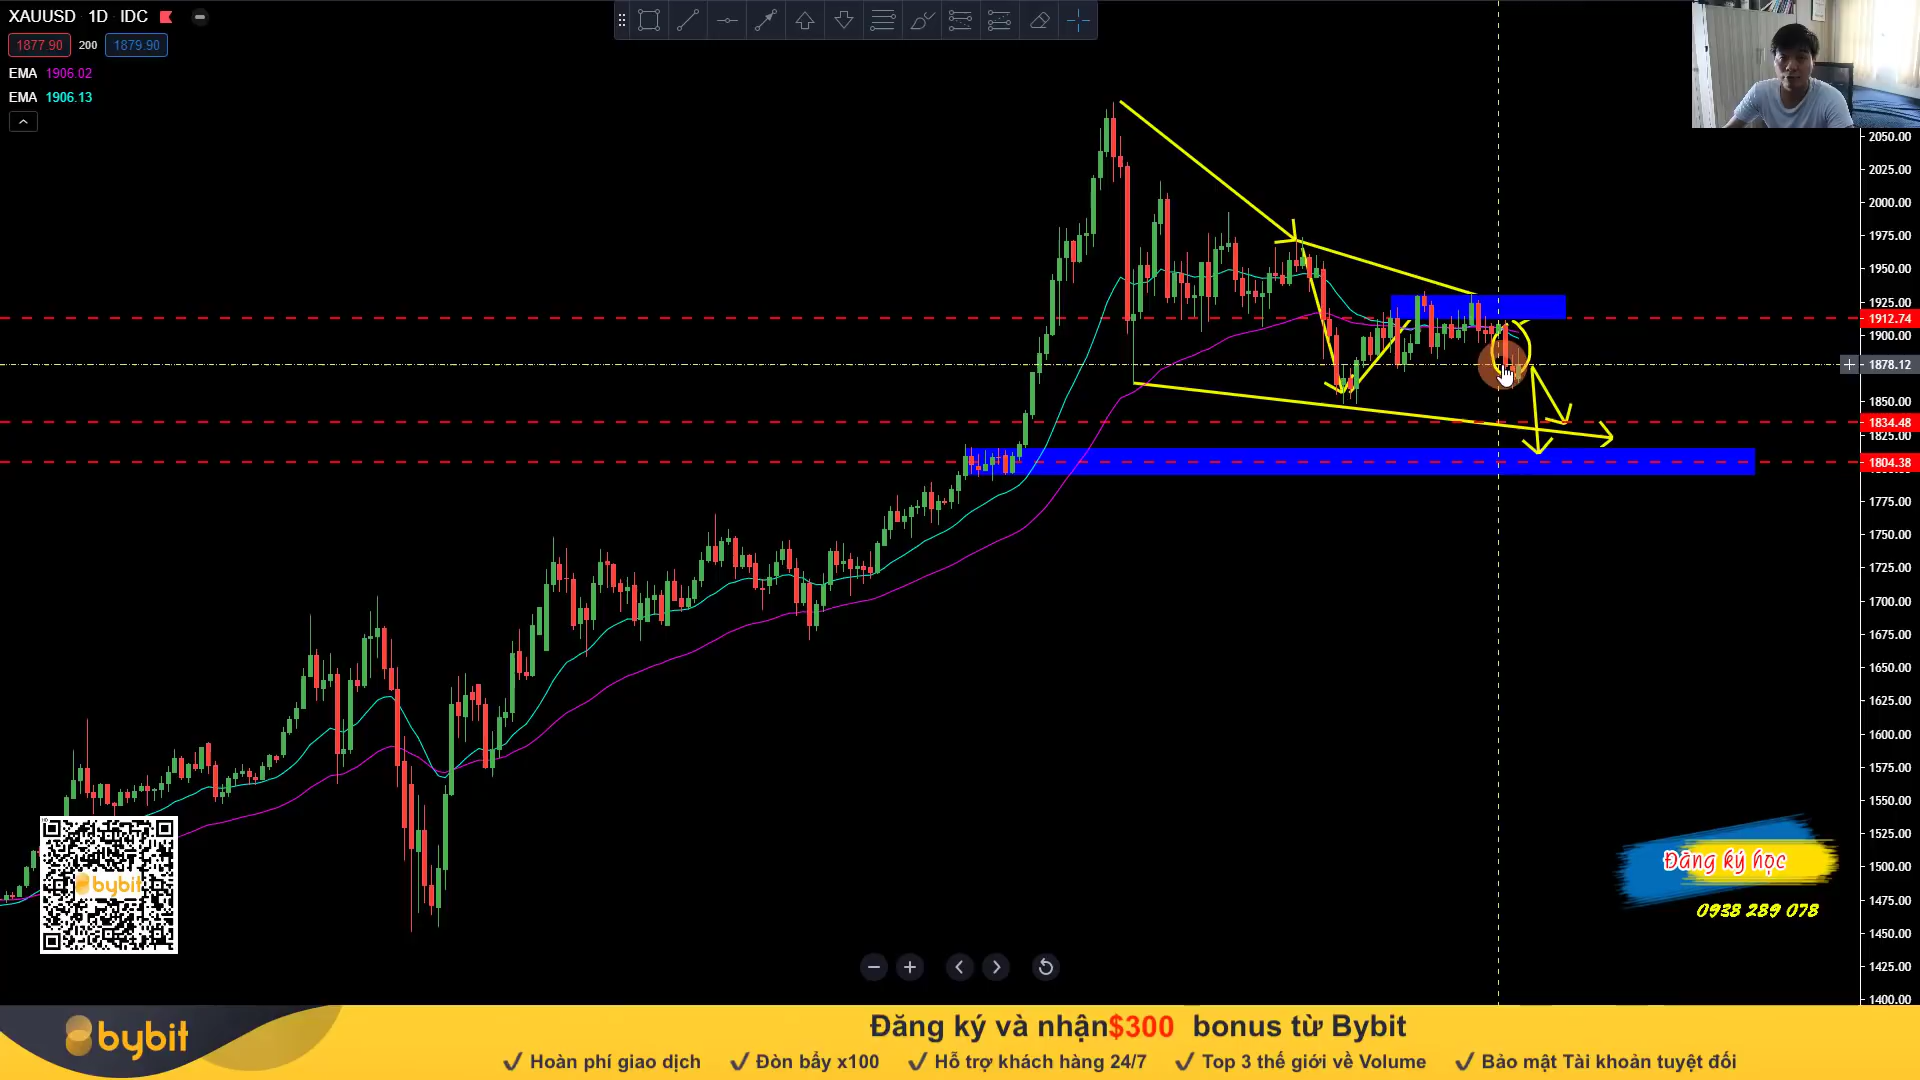 XAUUSD 1D IDC
1877.90 200 1879.90
EMA 1906.02
EMA 1906.13
2050.00
2025.00
2000.00
1975.00
1950.00
1925.00
1912.74
1900.00
1878.12
1850.00
1834.48
1825.00
1804.38
1775.00
1750.00
1725.00
1700.00
1675.00
1650.00
1625.00
1600.00
1575.00
1550.00
1525.00
1500.00
1475.00
1450.00
1425.00
1400.00
bybit
Đăng ký học
0938 289 078
bybit
Đăng ký và nhận $300 bonus từ Bybit
✓ Hoàn phí giao dịch ✓ Đòn bẩy x100 ✓ Hỗ trợ khách hàng 24/7 ✓ Top 3 thế giới về Volume ✓ Bảo mật Tài khoản tuyệt đối